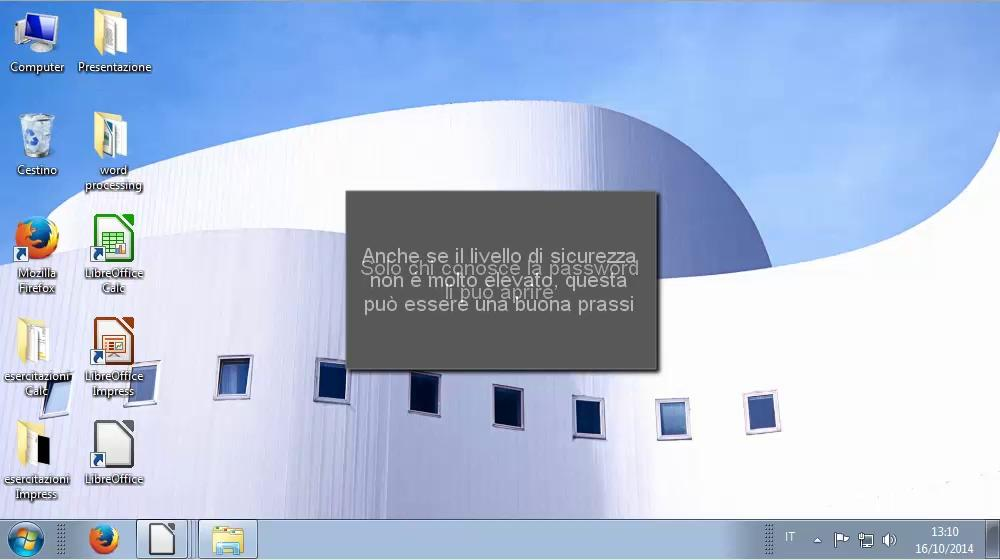 Computer
Presentazione
Cestino
word
processing
Mozilla
Firefox
LibreOffice
Calc
esercitazioni
Calc
LibreOffice
Impress
esercitazioni
Impress
LibreOffice
Anche se il livello di sicurezza
non è molto elevato, questa
può essere una buona prassi
Solo chi conosce la password
li può aprire
IT
13:10
16/10/2014